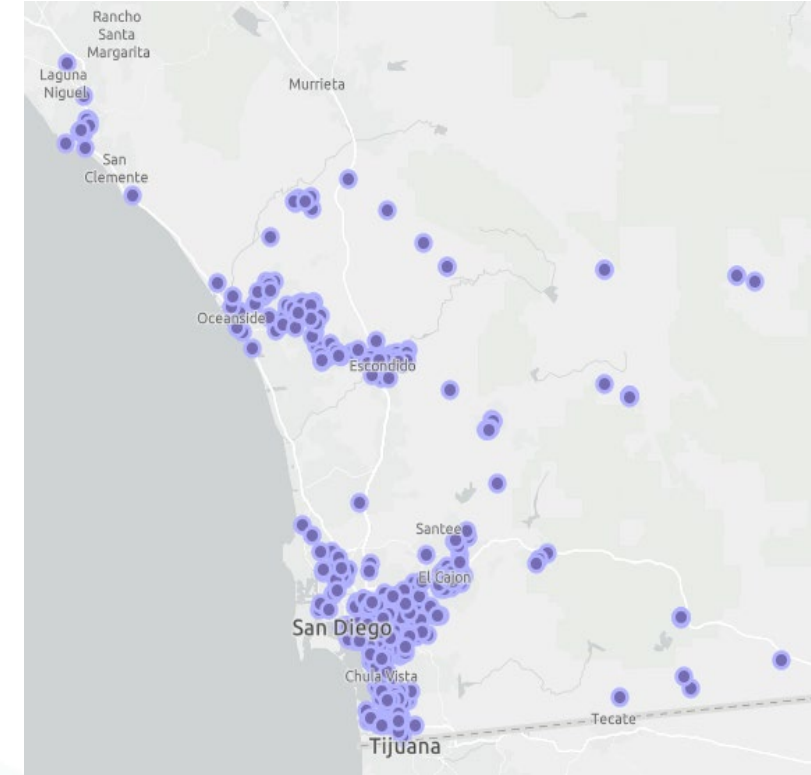 Rancho
Santa
Margarita
Laguna
Niguel
Murrieta
San
Clemente
Oceanside
Escondido
Santee
El Cajon
San Diego
Chula Vista
Tecate
Tijuana